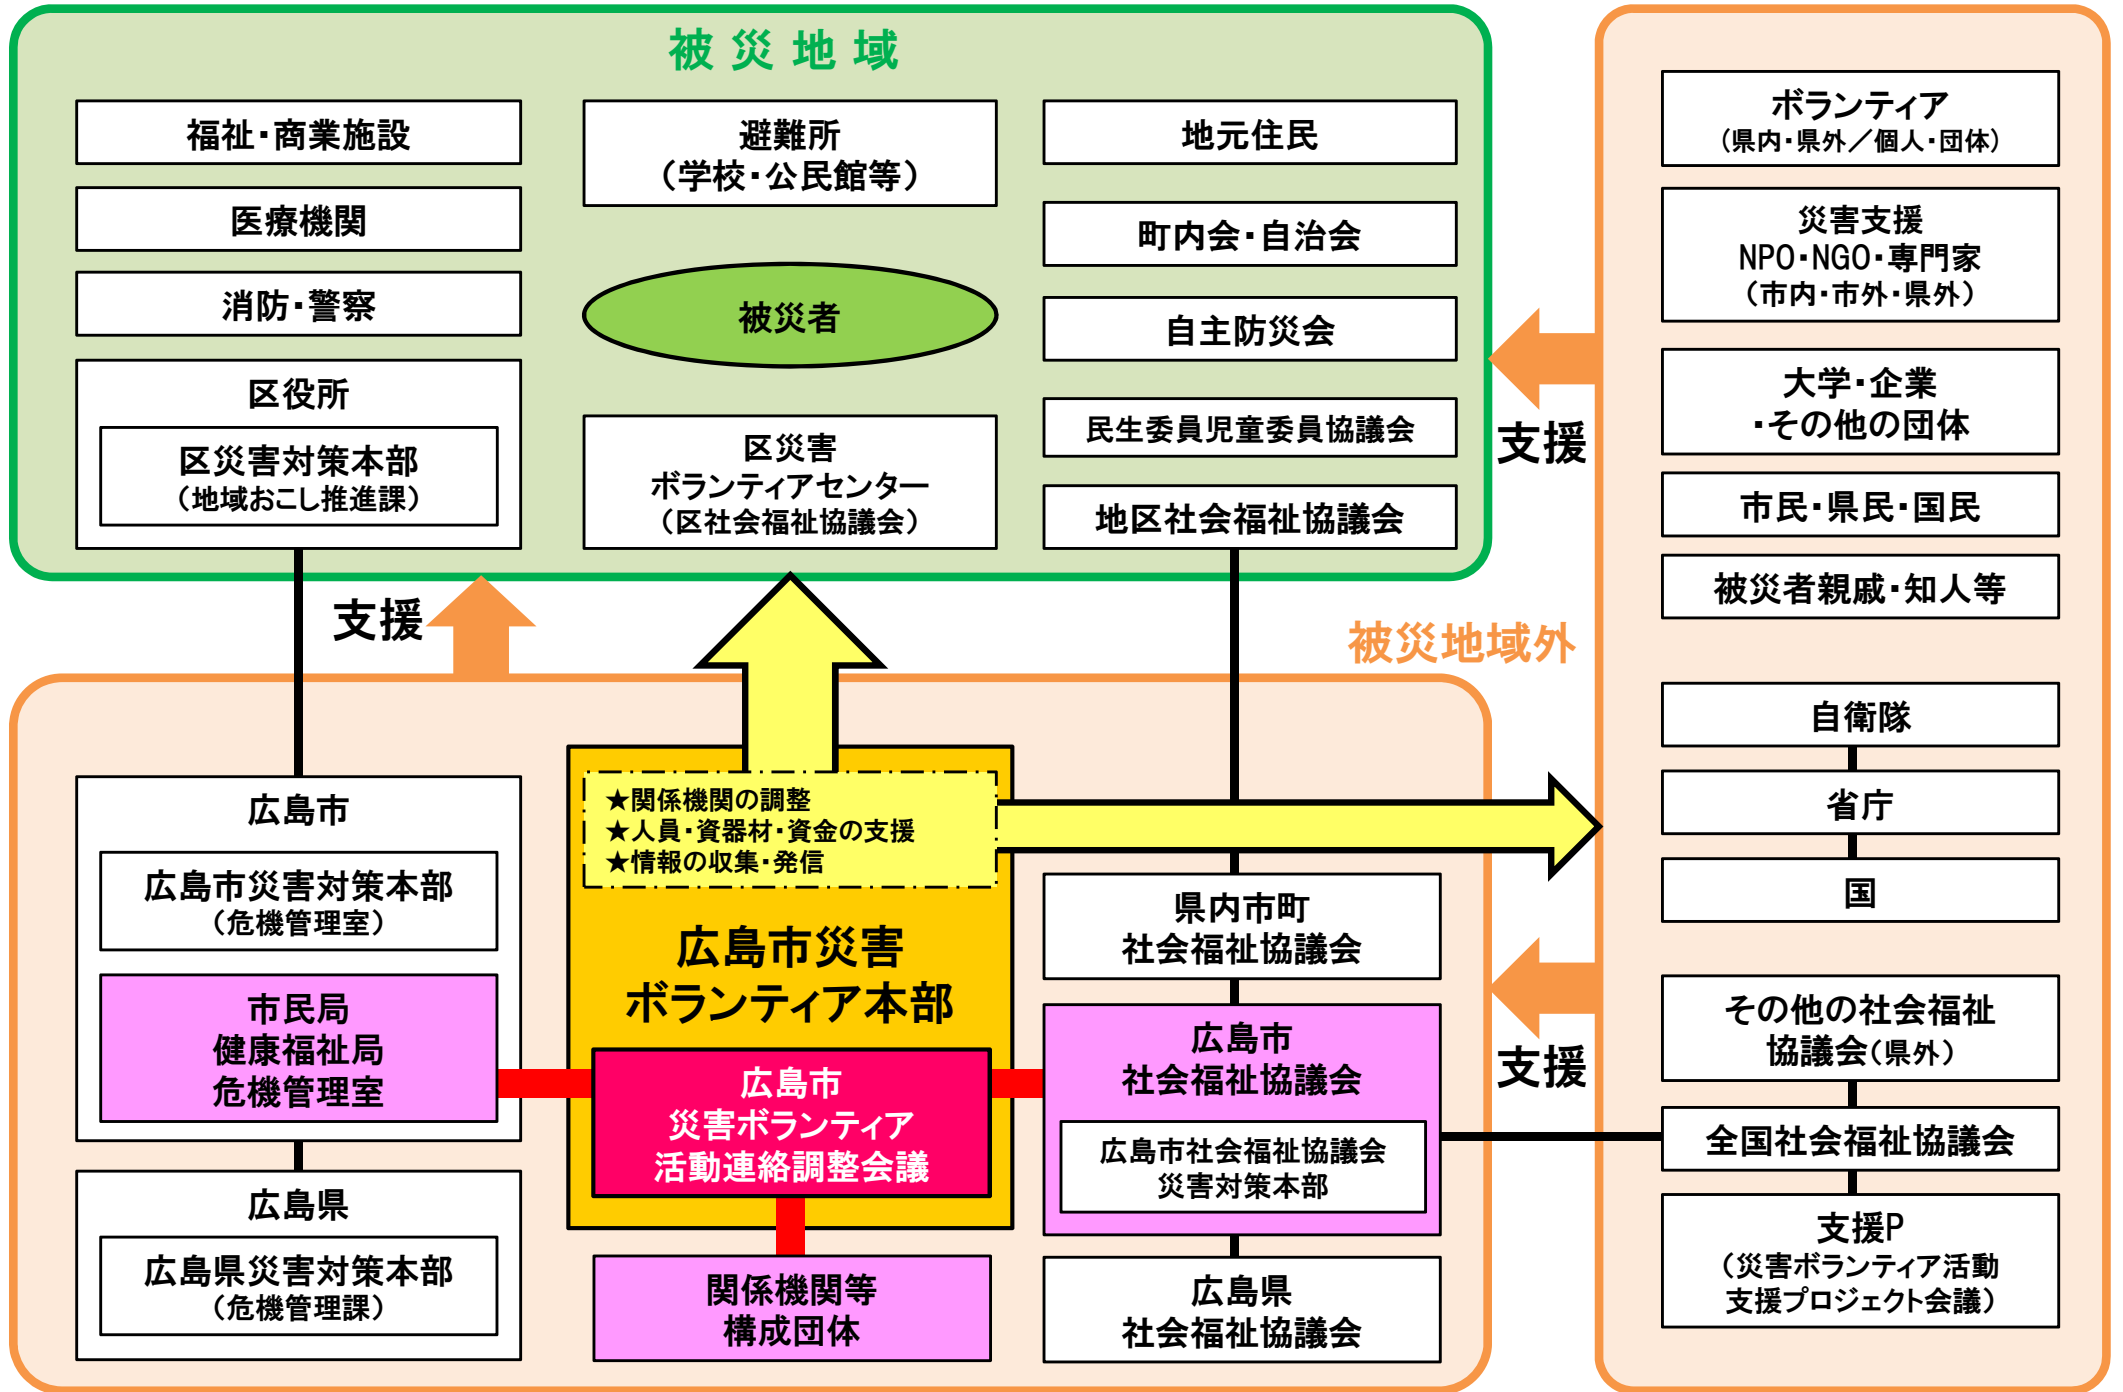 被災地域
福祉・商業施設
医療機関
消防・警察
区役所
区災害対策本部
（地域おこし推進課）
避難所
（学校・公民館等）
被災者
区災害
ボランティアセンター
（区社会福祉協議会）
地元住民
町内会・自治会
自主防災会
民生委員児童委員協議会
地区社会福祉協議会
支援
支援
被災地域外
広島市
広島市災害対策本部
（危機管理室）
市民局
健康福祉局
危機管理室
広島県
広島県災害対策本部
（危機管理課）
★関係機関の調整
★人員・資器材・資金の支援
★情報の収集・発信
広島市災害
ボランティア本部
広島市
災害ボランティア
活動連絡調整会議
関係機関等
構成団体
県内市町
社会福祉協議会
広島市
社会福祉協議会
広島市社会福祉協議会
災害対策本部
広島県
社会福祉協議会
支援
ボランティア
（県内・県外／個人・団体）
災害支援
NPO・NGO・専門家
（市内・市外・県外）
大学・企業
・その他の団体
市民・県民・国民
被災者親戚・知人等
自衛隊
省庁
国
その他の社会福祉
協議会（県外）
全国社会福祉協議会
支援P
（災害ボランティア活動
支援プロジェクト会議）